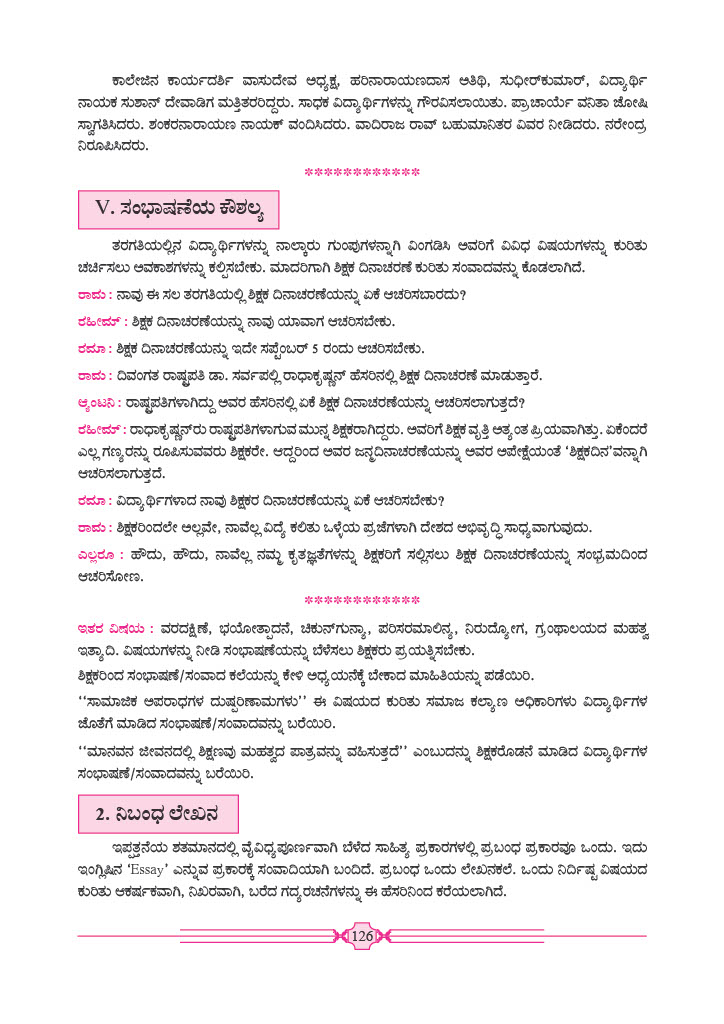 ಕಾಲೇಜಿನ ಕಾರ್ಯದರ್ಶಿ ವಾಸುದೇವ ಅಧ್ಯಕ್ಷ, ಹರಿನಾರಾಯಣದಾಸ ಅತಿಥಿ, ಸುಧೀರ್‌ಕುಮಾರ್, ವಿದ್ಯಾರ್ಥಿ
ನಾಯಕ ಸುಶಾನ್ ದೇವಾಡಿಗ ಮತ್ತಿತರರಿದ್ದರು. ಸಾಧಕ ವಿದ್ಯಾರ್ಥಿಗಳನ್ನು ಗೌರವಿಸಲಾಯಿತು. ಪ್ರಾಚಾರ್ಯೆ ವನಿತಾ ಜೋಷಿ
ಸ್ವಾಗತಿಸಿದರು. ಶಂಕರನಾರಾಯಣ ನಾಯಕ್ ವಂದಿಸಿದರು. ವಾದಿರಾಜ ರಾವ್ ಬಹುಮಾನಿತರ ವಿವರ ನೀಡಿದರು. ನರೇಂದ್ರ
ನಿರೂಪಿಸಿದರು.
************
V. ಸಂಭಾಷಣೆಯ ಕೌಶಲ್ಯ
ತರಗತಿಯಲ್ಲಿನ ವಿದ್ಯಾರ್ಥಿಗಳನ್ನು ನಾಲ್ಕಾರು ಗುಂಪುಗಳನ್ನಾಗಿ ವಿಂಗಡಿಸಿ ಅವರಿಗೆ ವಿವಿಧ ವಿಷಯಗಳನ್ನು ಕುರಿತು
ಚರ್ಚಿಸಲು ಅವಕಾಶಗಳನ್ನು ಕಲ್ಪಿಸಬೇಕು. ಮಾದರಿಗಾಗಿ ಶಿಕ್ಷಕ ದಿನಾಚರಣೆ ಕುರಿತು ಸಂವಾದವನ್ನು ಕೊಡಲಾಗಿದೆ.
ರಾಮ : ನಾವು ಈ ಸಲ ತರಗತಿಯಲ್ಲಿ ಶಿಕ್ಷಕ ದಿನಾಚರಣೆಯನ್ನು ಏಕೆ ಆಚರಿಸಬಾರದು?
ರಹೀಮ್ : ಶಿಕ್ಷಕ ದಿನಾಚರಣೆಯನ್ನು ನಾವು ಯಾವಾಗ ಆಚರಿಸಬೇಕು.
ರಮಾ : ಶಿಕ್ಷಕ ದಿನಾಚರಣೆಯನ್ನು ಇದೇ ಸಪ್ಟೆಂಬರ್ 5 ರಂದು ಆಚರಿಸಬೇಕು.
ರಾಮ : ದಿವಂಗತ ರಾಷ್ಟ್ರಪತಿ ಡಾ. ಸರ್ವಪಲ್ಲಿ ರಾಧಾಕೃಷ್ಣನ್ ಹೆಸರಿನಲ್ಲಿ ಶಿಕ್ಷಕ ದಿನಾಚರಣೆ ಮಾಡುತ್ತಾರೆ.
ಆ್ಯಂಟನಿ : ರಾಷ್ಟ್ರಪತಿಗಳಾಗಿದ್ದು ಅವರ ಹೆಸರಿನಲ್ಲಿ ಏಕೆ ಶಿಕ್ಷಕ ದಿನಾಚರಣೆಯನ್ನು ಆಚರಿಸಲಾಗುತ್ತದೆ?
ರಹೀಮ್ : ರಾಧಾಕೃಷ್ಣನ್‌ರು ರಾಷ್ಟ್ರಪತಿಗಳಾಗುವ ಮುನ್ನ ಶಿಕ್ಷಕರಾಗಿದ್ದರು. ಅವರಿಗೆ ಶಿಕ್ಷಕ ವೃತ್ತಿ ಅತ್ಯಂತ ಪ್ರಿಯವಾಗಿತ್ತು. ಏಕೆಂದರೆ
ಎಲ್ಲ ಗಣ್ಯರನ್ನು ರೂಪಿಸುವವರು ಶಿಕ್ಷಕರೇ. ಆದ್ದರಿಂದ ಅವರ ಜನ್ಮದಿನಾಚರಣೆಯನ್ನು ಅವರ ಅಪೇಕ್ಷೆಯಂತೆ ‘ಶಿಕ್ಷಕದಿನ’ವನ್ನಾಗಿ
ಆಚರಿಸಲಾಗುತ್ತದೆ.
ರಮಾ : ವಿದ್ಯಾರ್ಥಿಗಳಾದ ನಾವು ಶಿಕ್ಷಕರ ದಿನಾಚರಣೆಯನ್ನು ಏಕೆ ಆಚರಿಸಬೇಕು?
ರಾಮ : ಶಿಕ್ಷಕರಿಂದಲೇ ಅಲ್ಲವೇ, ನಾವೆಲ್ಲ ವಿದ್ಯೆ ಕಲಿತು ಒಳ್ಳೆಯ ಪ್ರಜೆಗಳಾಗಿ ದೇಶದ ಅಭಿವೃದ್ಧಿ ಸಾಧ್ಯವಾಗುವುದು.
ಎಲ್ಲರೂ : ಹೌದು, ಹೌದು, ನಾವೆಲ್ಲ ನಮ್ಮ ಕೃತಜ್ಞತೆಗಳನ್ನು ಶಿಕ್ಷಕರಿಗೆ ಸಲ್ಲಿಸಲು ಶಿಕ್ಷಕ ದಿನಾಚರಣೆಯನ್ನು ಸಂಭ್ರಮದಿಂದ
ಆಚರಿಸೋಣ.
************
ಇತರ ವಿಷಯ : ವರದಕ್ಷಿಣೆ, ಭಯೋತ್ಪಾದನೆ, ಚಿಕುನ್‌ಗುನ್ಯಾ, ಪರಿಸರಮಾಲಿನ್ಯ, ನಿರುದ್ಯೋಗ, ಗ್ರಂಥಾಲಯದ ಮಹತ್ವ
ಇತ್ಯಾದಿ. ವಿಷಯಗಳನ್ನು ನೀಡಿ ಸಂಭಾಷಣೆಯನ್ನು ಬೆಳೆಸಲು ಶಿಕ್ಷಕರು ಪ್ರಯತ್ನಿಸಬೇಕು.
ಶಿಕ್ಷಕರಿಂದ ಸಂಭಾಷಣೆ/ಸಂವಾದ ಕಲೆಯನ್ನು ಕೇಳಿ ಅಧ್ಯಯನಕ್ಕೆ ಬೇಕಾದ ಮಾಹಿತಿಯನ್ನು ಪಡೆಯಿರಿ.
‘‘ಸಾಮಾಜಿಕ ಅಪರಾಧಗಳ ದುಷ್ಪರಿಣಾಮಗಳು’’ ಈ ವಿಷಯದ ಕುರಿತು ಸಮಾಜ ಕಲ್ಯಾಣ ಅಧಿಕಾರಿಗಳು ವಿದ್ಯಾರ್ಥಿಗಳ
ಜೊತೆಗೆ ಮಾಡಿದ ಸಂಭಾಷಣೆ/ಸಂವಾದವನ್ನು ಬರೆಯಿರಿ.
‘‘ಮಾನವನ ಜೀವನದಲ್ಲಿ ಶಿಕ್ಷಣವು ಮಹತ್ವದ ಪಾತ್ರವನ್ನು ವಹಿಸುತ್ತದೆ’’ ಎಂಬುದನ್ನು ಶಿಕ್ಷಕರೊಡನೆ ಮಾಡಿದ ವಿದ್ಯಾರ್ಥಿಗಳ
ಸಂಭಾಷಣೆ/ಸಂವಾದವನ್ನು ಬರೆಯಿರಿ.
2. ನಿಬಂಧ ಲೇಖನ
ಇಪ್ಪತ್ತನೆಯ ಶತಮಾನದಲ್ಲಿ ವೈವಿಧ್ಯಪೂರ್ಣವಾಗಿ ಬೆಳೆದ ಸಾಹಿತ್ಯ ಪ್ರಕಾರಗಳಲ್ಲಿ ಪ್ರಬಂಧ ಪ್ರಕಾರವೂ ಒಂದು. ಇದು
ಇಂಗ್ಲಿಷಿನ ‘Essay’ ಎನ್ನುವ ಪ್ರಕಾರಕ್ಕೆ ಸಂವಾದಿಯಾಗಿ ಬಂದಿದೆ. ಪ್ರಬಂಧ ಒಂದು ಲೇಖನಕಲೆ. ಒಂದು ನಿರ್ದಿಷ್ಟ ವಿಷಯದ
ಕುರಿತು ಆಕರ್ಷಕವಾಗಿ, ನಿಖರವಾಗಿ, ಬರೆದ ಗದ್ಯರಚನೆಗಳನ್ನು ಈ ಹೆಸರಿನಿಂದ ಕರೆಯಲಾಗಿದೆ.
126